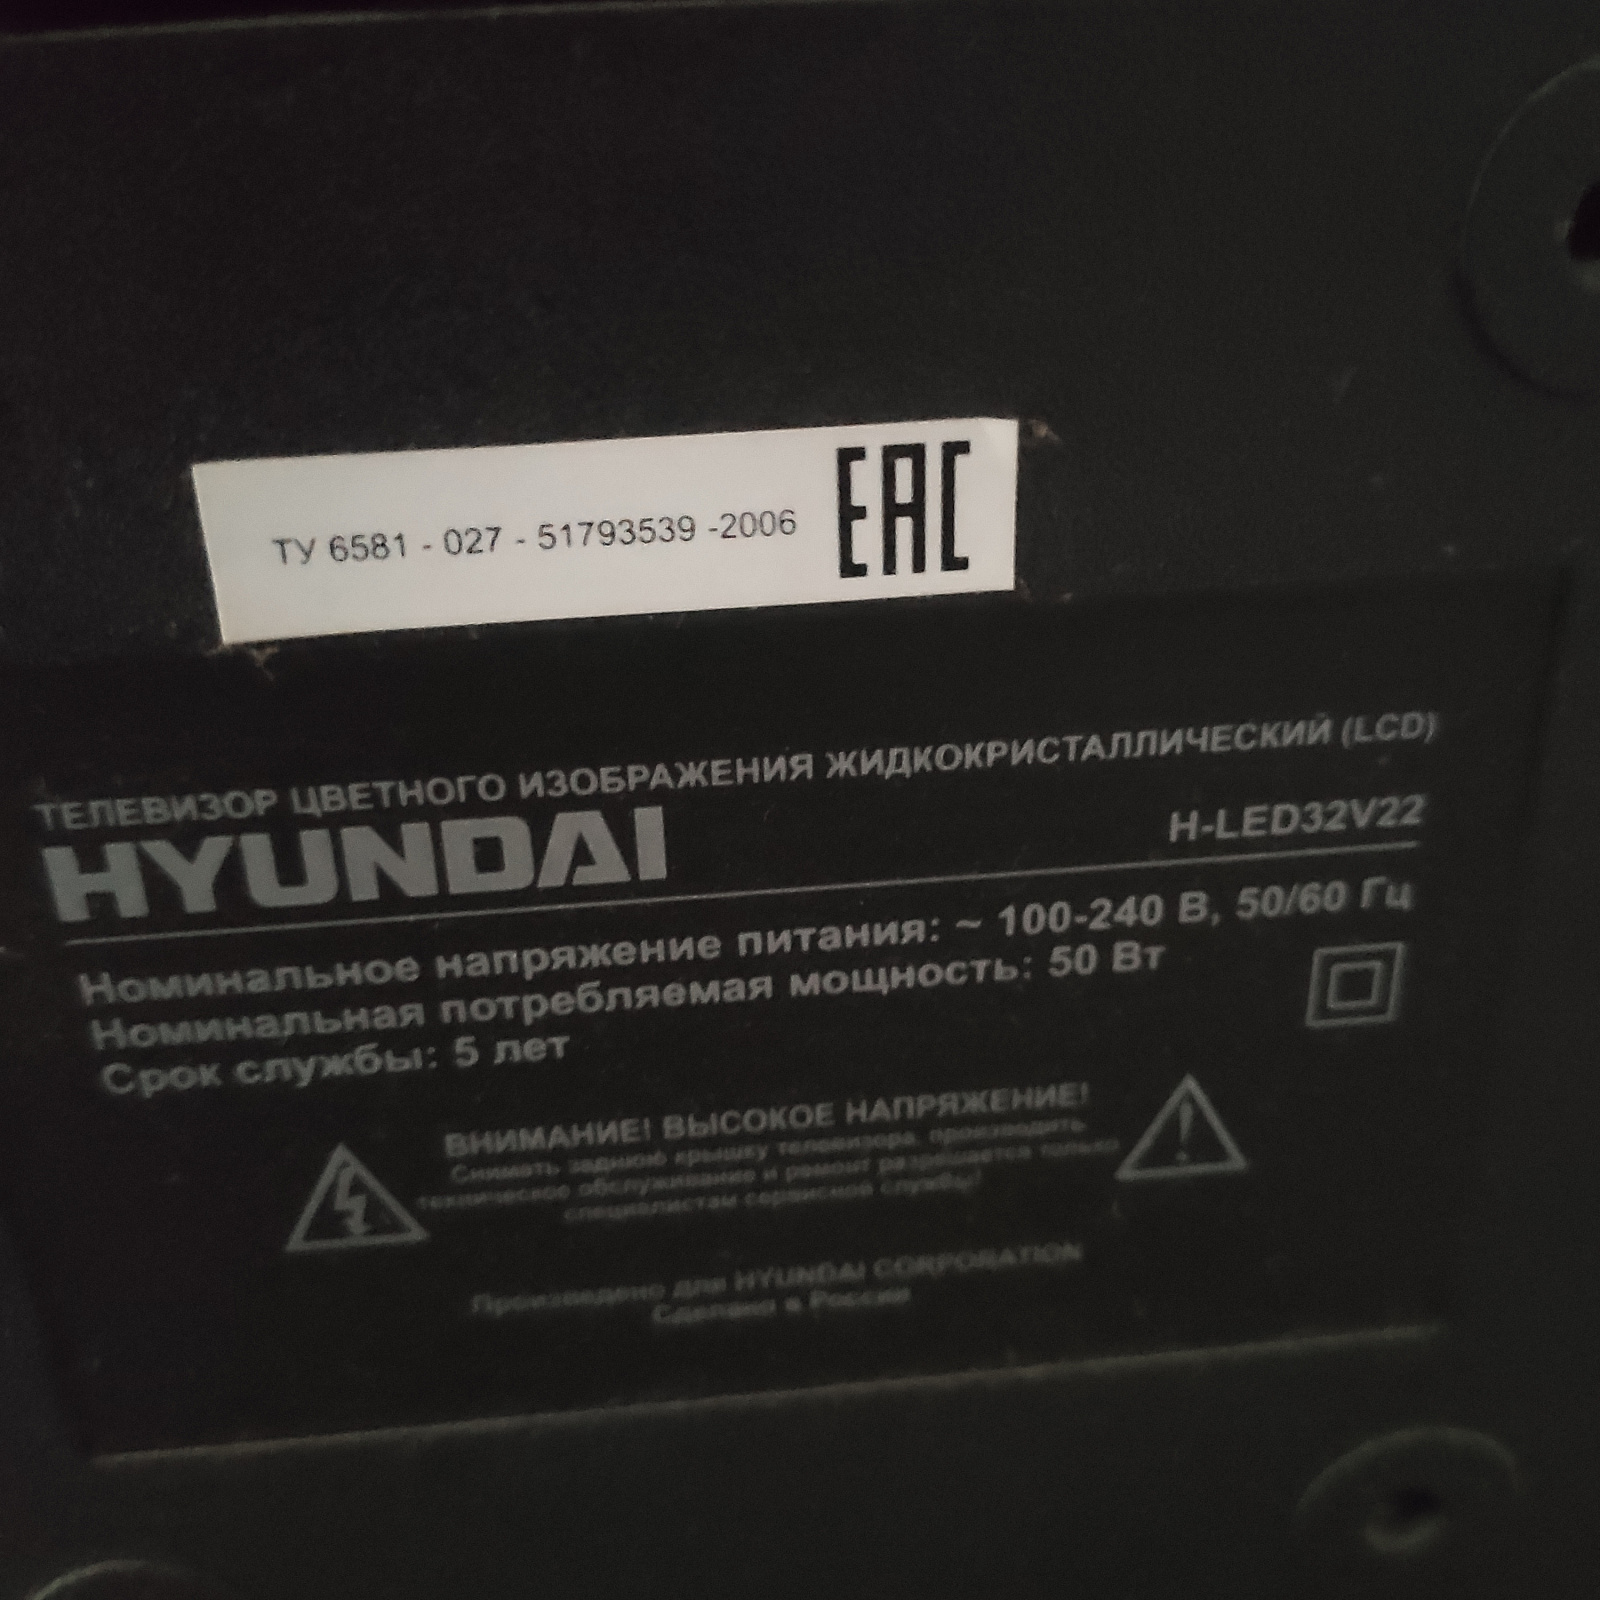 ТУ 6581 - 027 - 51793539 -2006
EAC
ТЕЛЕВИЗОР ЦВЕТНОГО ИЗОБРАЖЕНИЯ ЖИДКОКРИСТАЛЛИЧЕСКИЙ (LCD)
HYUNDAI
H-LED32V22
Номинальное напряжение питания: ~ 100-240 В, 50/60 Гц
Номинальная потребляемая мощность: 50 Вт
Срок службы: 5 лет
ВНИМАНИЕ! ВЫСОКОЕ НАПРЯЖЕНИЕ!
Снимать заднюю крышку телевизора, производить
техническое обслуживание и ремонт разрешается только
специалистам сервисной службы!
Произведено для HYUNDAI CORPORATION
Сделано в России